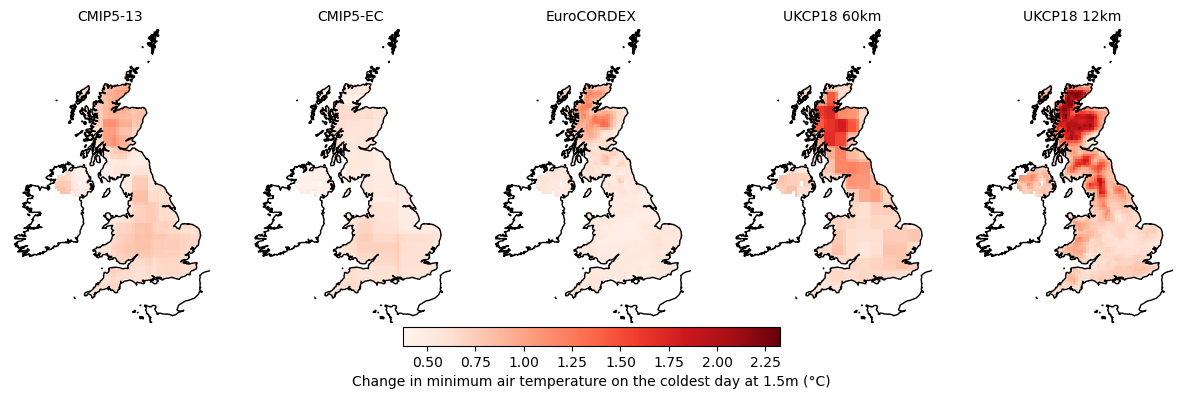 CMIP5-13 CMIP5-EC EuroCORDEX UKCP18 60km UKCP18 12km
0.50 0.75 1.00 1.25 1.50 1.75 2.00 2.25
Change in minimum air temperature on the coldest day at 1.5m (°C)